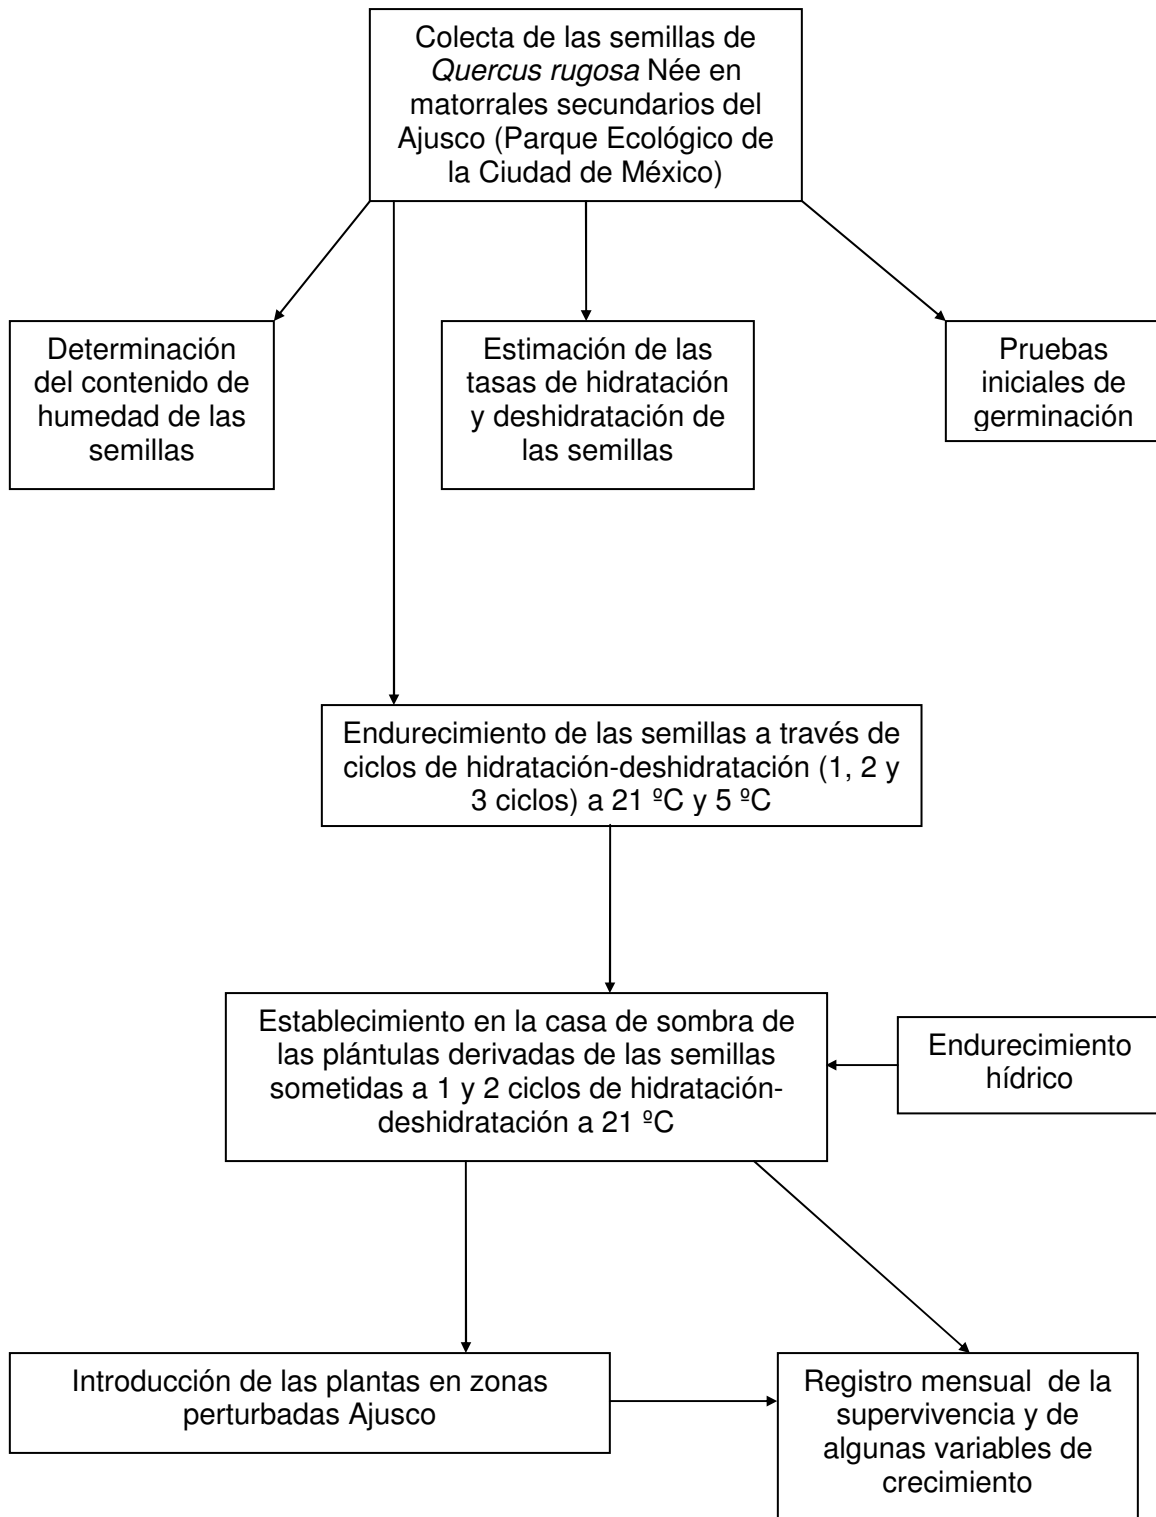 Colecta de las semillas de
Quercus rugosa Née en
matorrales secundarios del
Ajusco (Parque Ecológico de
la Ciudad de México)
Determinación
del contenido de
humedad de las
semillas
Estimación de las
tasas de hidratación
y deshidratación de
las semillas
Pruebas
iniciales de
germinación
Endurecimiento de las semillas a través de
ciclos de hidratación-deshidratación (1, 2 y
3 ciclos) a 21 ºC y 5 ºC
Establecimiento en la casa de sombra de
las plántulas derivadas de las semillas
sometidas a 1 y 2 ciclos de hidratación-
deshidratación a 21 ºC
Endurecimiento
hídrico
Introducción de las plantas en zonas
perturbadas Ajusco
Registro mensual  de la
supervivencia y de
algunas variables de
crecimiento